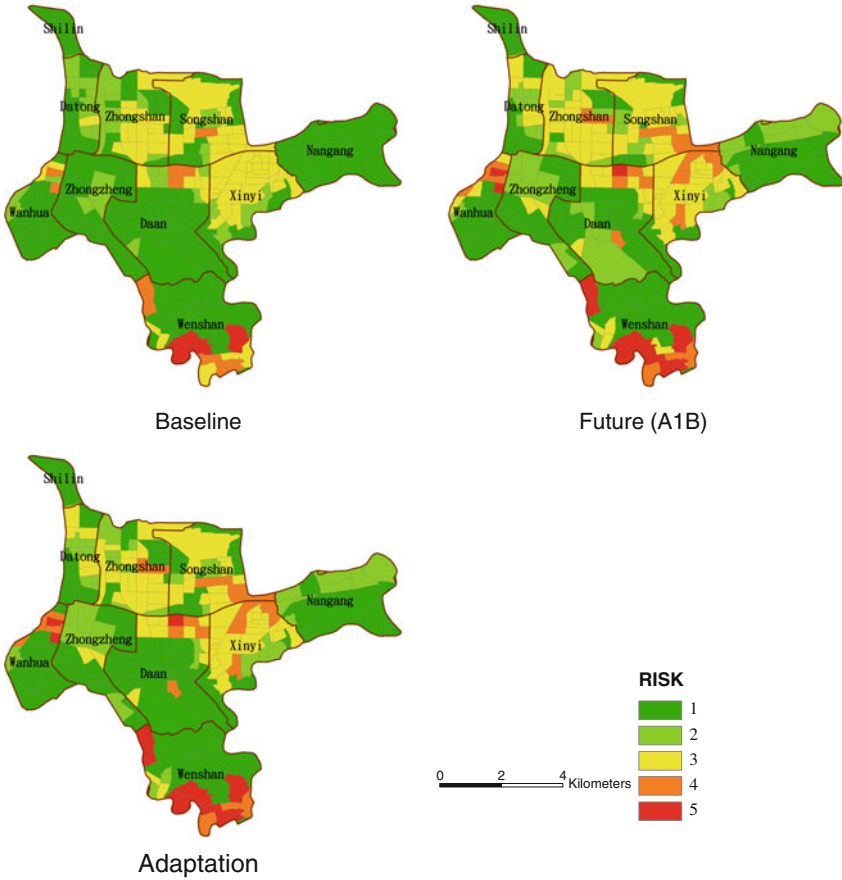 Shilin
Datong
Zhongshan
Songshan
Nangang
Zhongzheng
Xinyi
Wanhua
Daan
Wenshan
Baseline
Shilin
Datong
Zhongshan
Songshan
Nangang
Zhongzheng
Xinyi
Wanhua
Daan
Wenshan
Future (A1B)
Shilin
Datong
Zhongshan
Songshan
Nangang
Zhongzheng
Xinyi
Wanhua
Daan
Wenshan
Adaptation
0 2 4 Kilometers
RISK
1
2
3
4
5